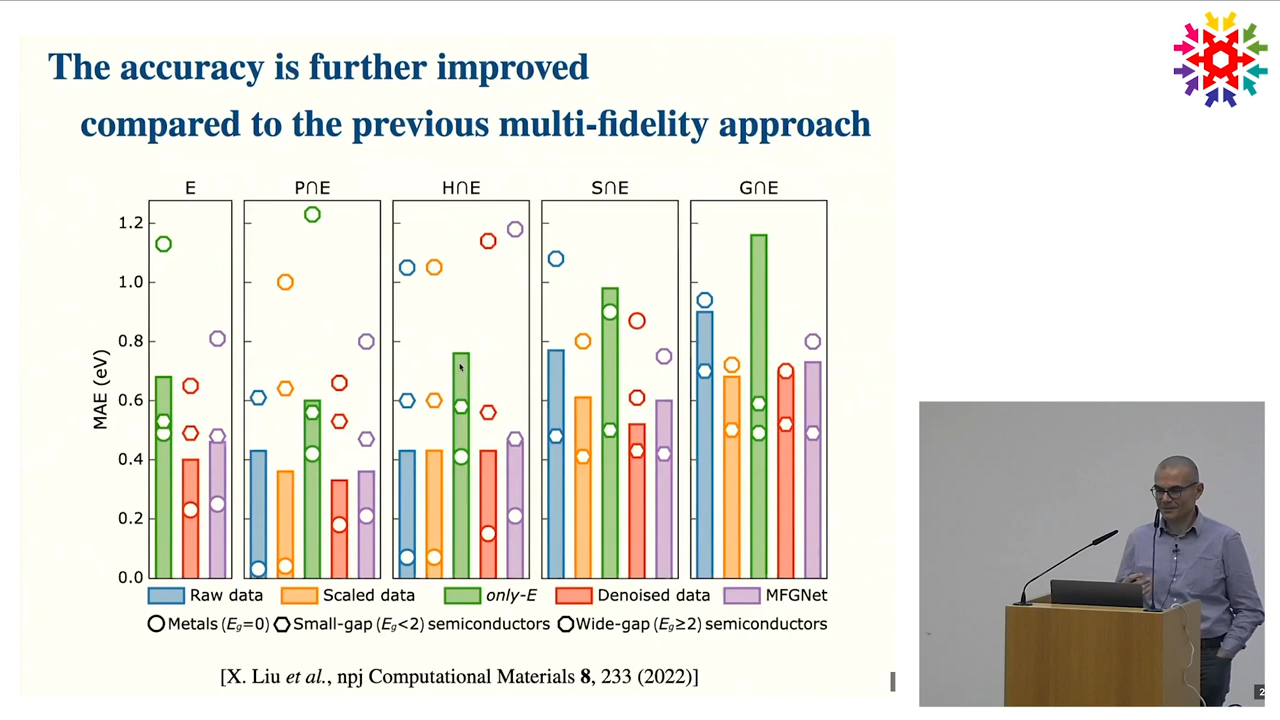 The accuracy is further improved
compared to the previous multi-fidelity approach
E P∩E H∩E S∩E G∩E
MAE (eV)
1.2
1.0
0.8
0.6
0.4
0.2
0.0
Raw data Scaled data only-E Denoised data MFGNet
Metals (Eg=0) Small-gap (Eg<2) semiconductors Wide-gap (Eg≥2) semiconductors
[X. Liu et al., npj Computational Materials 8, 233 (2022)]
2